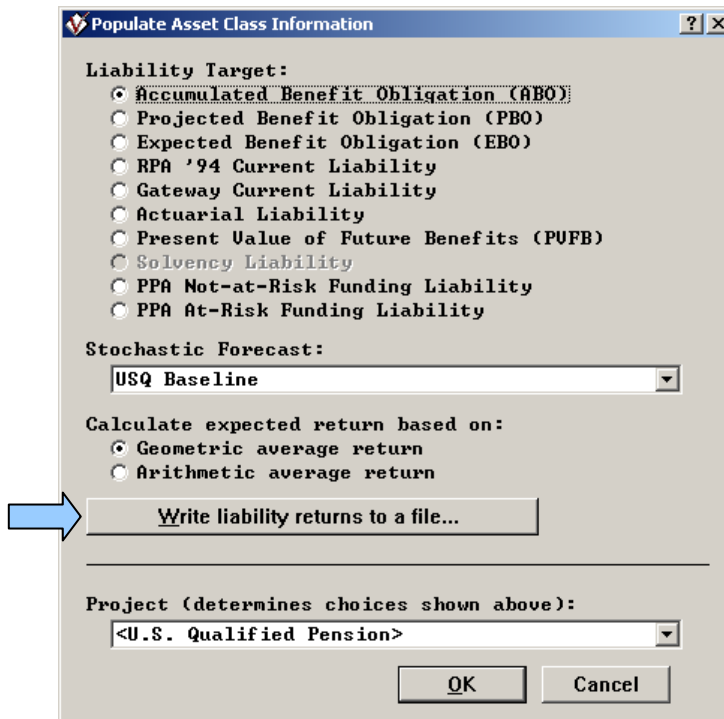 Populate Asset Class Information
Liability Target:
Accumulated Benefit Obligation (ABO)
Projected Benefit Obligation (PBO)
Expected Benefit Obligation (EBO)
RPA '94 Current Liability
Gateway Current Liability
Actuarial Liability
Present Value of Future Benefits (PVFB)
Solvency Liability
PPA Not-at-Risk Funding Liability
PPA At-Risk Funding Liability
Stochastic Forecast:
USQ Baseline
Calculate expected return based on:
Geometric average return
Arithmetic average return
Write liability returns to a file...
Project (determines choices shown above):
<U.S. Qualified Pension>
OK Cancel